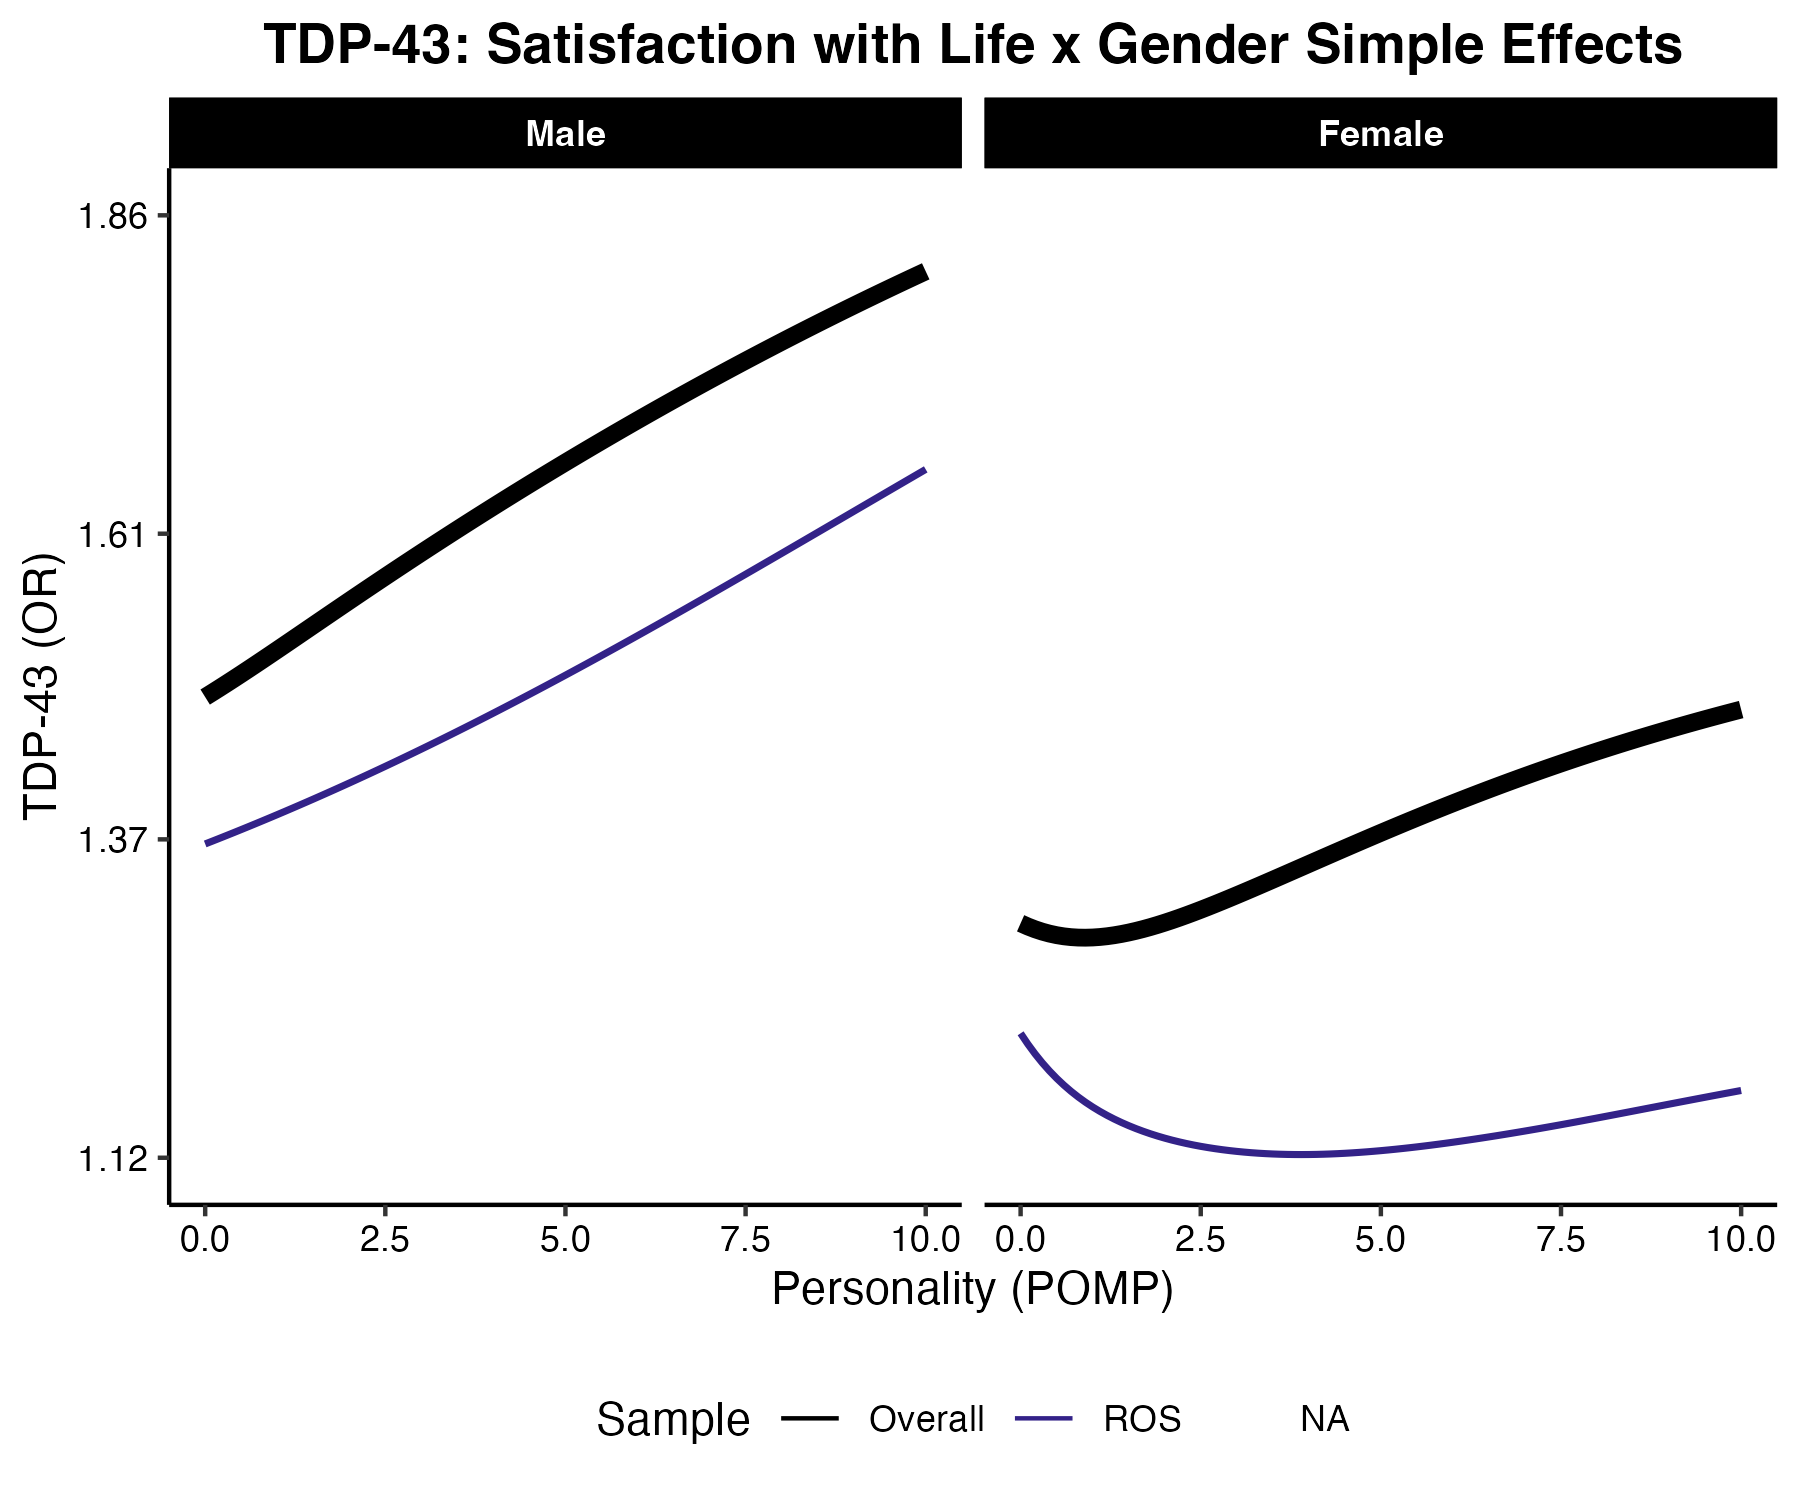 TDP-43: Satisfaction with Life x Gender Simple Effects
Male
Female
1.86
1.61
1.37
1.12
TDP-43 (OR)
0.0 2.5 5.0 7.5 10.0
0.0 2.5 5.0 7.5 10.0
Personality (POMP)
Sample Overall ROS NA